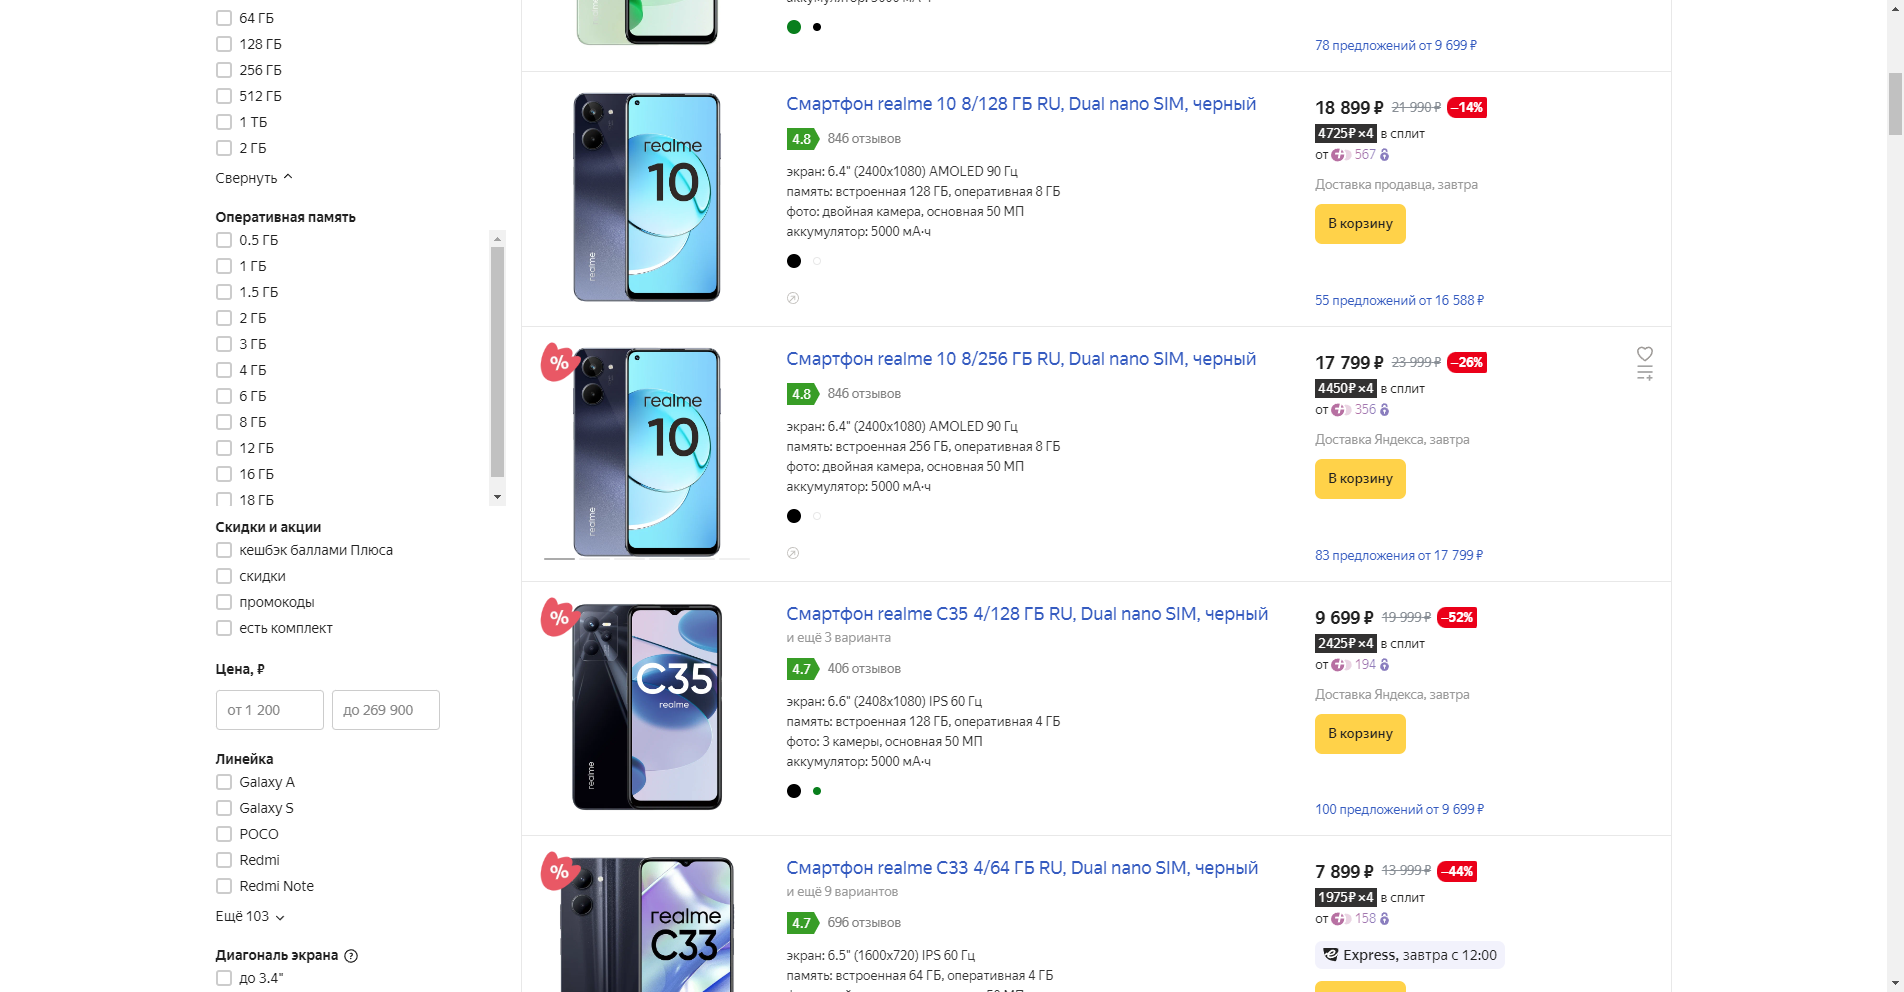 64 ГБ
128 ГБ
256 ГБ
512 ГБ
1 ТБ
2 ГБ
Свернуть
Оперативная память
0.5 ГБ
1 ГБ
1.5 ГБ
2 ГБ
3 ГБ
4 ГБ
6 ГБ
8 ГБ
12 ГБ
16 ГБ
18 ГБ
Скидки и акции
кешбэк баллами Плюса
скидки
промокоды
есть комплект
Цена, ₽
от 1 200
до 269 900
Линейка
Galaxy A
Galaxy S
POCO
Redmi
Redmi Note
Ещё 103
Диагональ экрана ?
до 3.4"
realme
78 предложений от 9 699 ₽
realme
10
realme
Смартфон realme 10 8/128 ГБ RU, Dual nano SIM, черный
4.8 846 отзывов
экран: 6.4" (2400x1080) AMOLED 90 Гц
память: встроенная 128 ГБ, оперативная 8 ГБ
фото: двойная камера, основная 50 МП
аккумулятор: 5000 мА·ч
18 899 ₽ 21 990 ₽ –14%
4725₽ ×4 в сплит
от 567
Доставка продавца, завтра
В корзину
55 предложений от 16 588 ₽
%
realme
10
realme
Смартфон realme 10 8/256 ГБ RU, Dual nano SIM, черный
4.8 846 отзывов
экран: 6.4" (2400x1080) AMOLED 90 Гц
память: встроенная 256 ГБ, оперативная 8 ГБ
фото: двойная камера, основная 50 МП
аккумулятор: 5000 мА·ч
17 799 ₽ 23 999 ₽ –26%
4450₽ ×4 в сплит
от 356
Доставка Яндекса, завтра
В корзину
83 предложения от 17 799 ₽
%
C35
realme
realme
Смартфон realme C35 4/128 ГБ RU, Dual nano SIM, черный
и ещё 3 варианта
4.7 406 отзывов
экран: 6.6" (2408x1080) IPS 60 Гц
память: встроенная 128 ГБ, оперативная 4 ГБ
фото: 3 камеры, основная 50 МП
аккумулятор: 5000 мА·ч
9 699 ₽ 19 999 ₽ –52%
2425₽ ×4 в сплит
от 194
Доставка Яндекса, завтра
В корзину
100 предложений от 9 699 ₽
%
realme
C33
Смартфон realme C33 4/64 ГБ RU, Dual nano SIM, черный
и ещё 9 вариантов
4.7 696 отзывов
экран: 6.5" (1600x720) IPS 60 Гц
память: встроенная 64 ГБ, оперативная 4 ГБ
7 899 ₽ 13 999 ₽ –44%
1975₽ ×4 в сплит
от 158
Express, завтра с 12:00